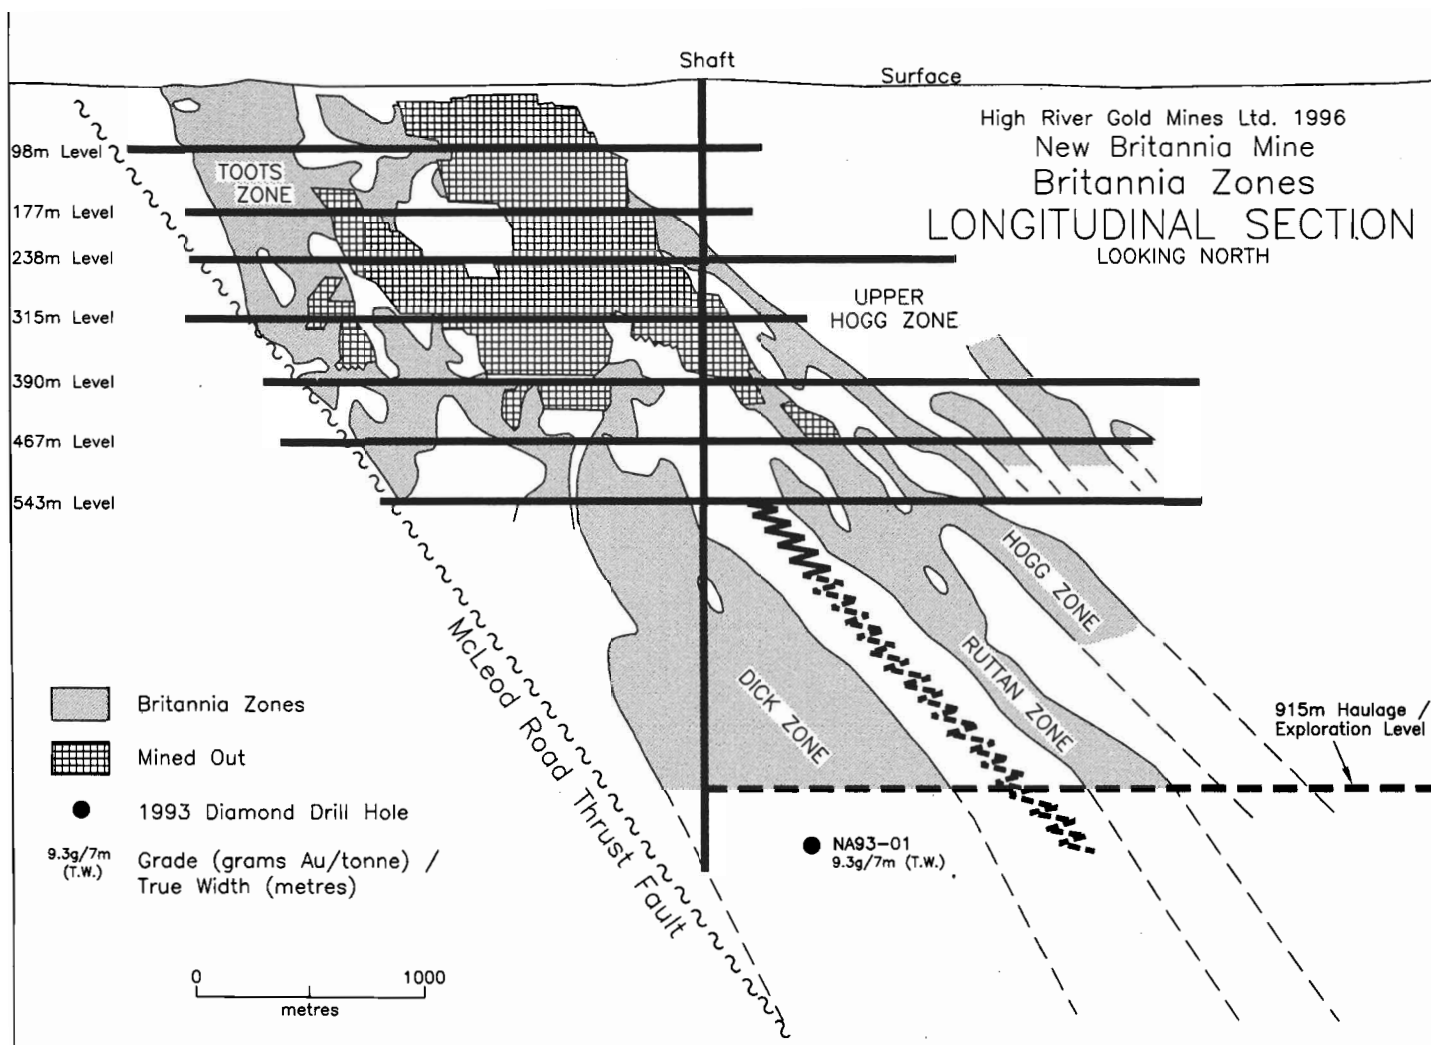 Shaft
Surface
High River Gold Mines Ltd. 1996
New Britannia Mine
Britannia Zones
LONGITUDINAL SECTION
LOOKING NORTH
98m Level
TOOTS
ZONE
177m Level
238m Level
UPPER
HOGG ZONE
315m Level
390m Level
467m Level
543m Level
HOGG ZONE
RUTTAN ZONE
DICK ZONE
McLeod Road Thrust Fault
915m Haulage /
Exploration Level
Britannia Zones
Mined Out
1993 Diamond Drill Hole
9.3g/7m
(T.W.)
Grade (grams Au/tonne) /
True Width (metres)
NA93-01
9.3g/7m (T.W.)
0
1000
metres